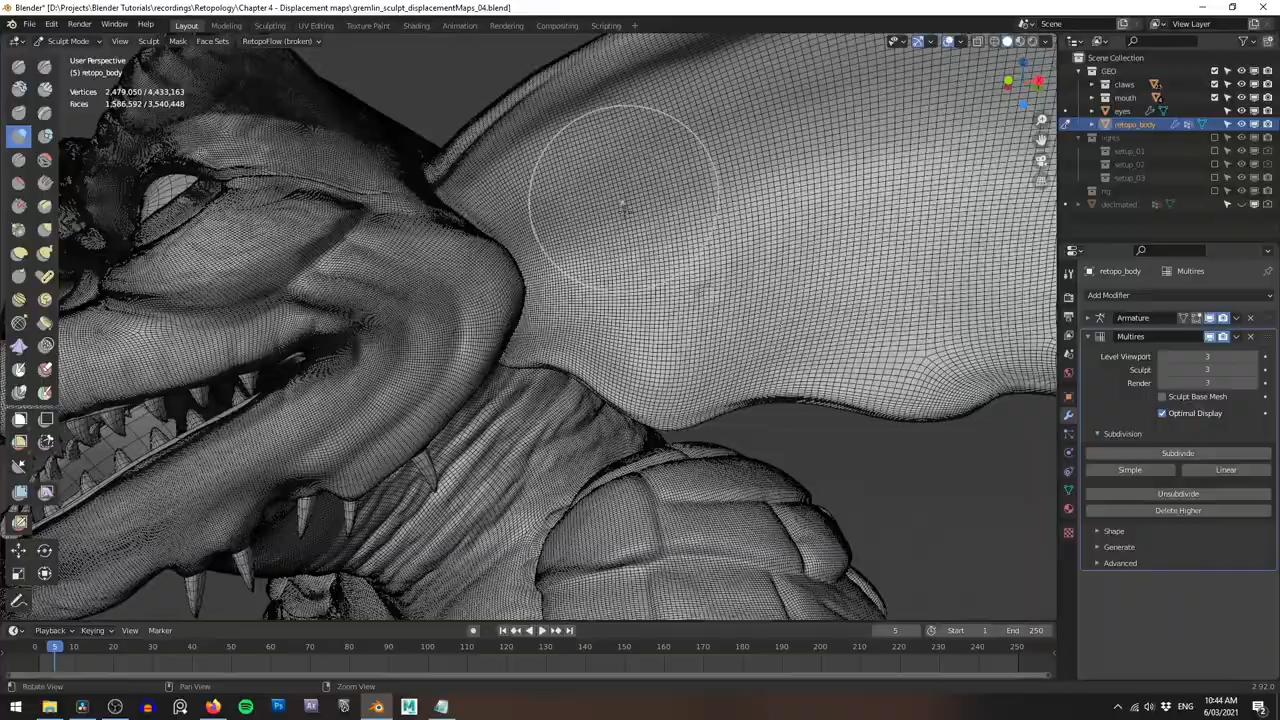 Blender* [D:\Projects\Blender Tutorials\recordings\Retopology\Chapter 4 - Displacement maps\gremlin_sculpt_displacementMaps_04.blend]
File Edit Render Window Help Layout Modeling Sculpting UV Editing Texture Paint Shading Animation Rendering Compositing Scripting Scene View Layer
Sculpt Mode View Sculpt Mask Face Sets RetopoFlow (broken)
User Perspective
(5) retopo_body
Vertices 2,479,050 / 4,433,163
Faces 1,586,592 / 3,540,448
Scene Collection
GEO
claws
mouth
eyes
retopo_body
lights
setup_01
setup_02
setup_03
rig
decimated
retopo_body Multires
Add Modifier
Armature
Multires
Level Viewport 3
Sculpt 3
Render 3
Sculpt Base Mesh
Optimal Display
Subdivision
Subdivide
Simple Linear
Unsubdivide
Delete Higher
Shape
Generate
Advanced
Playback Keying View Marker 5 Start 1 End 250
0 5 10 20 30 40 50 60 70 80 90 100 110 120 130 140 150 160 170 180 190 200 210 220 230 240 250
Rotate View Pan View Zoom View 2.92.0
ENG 10:44 AM
6/03/2021